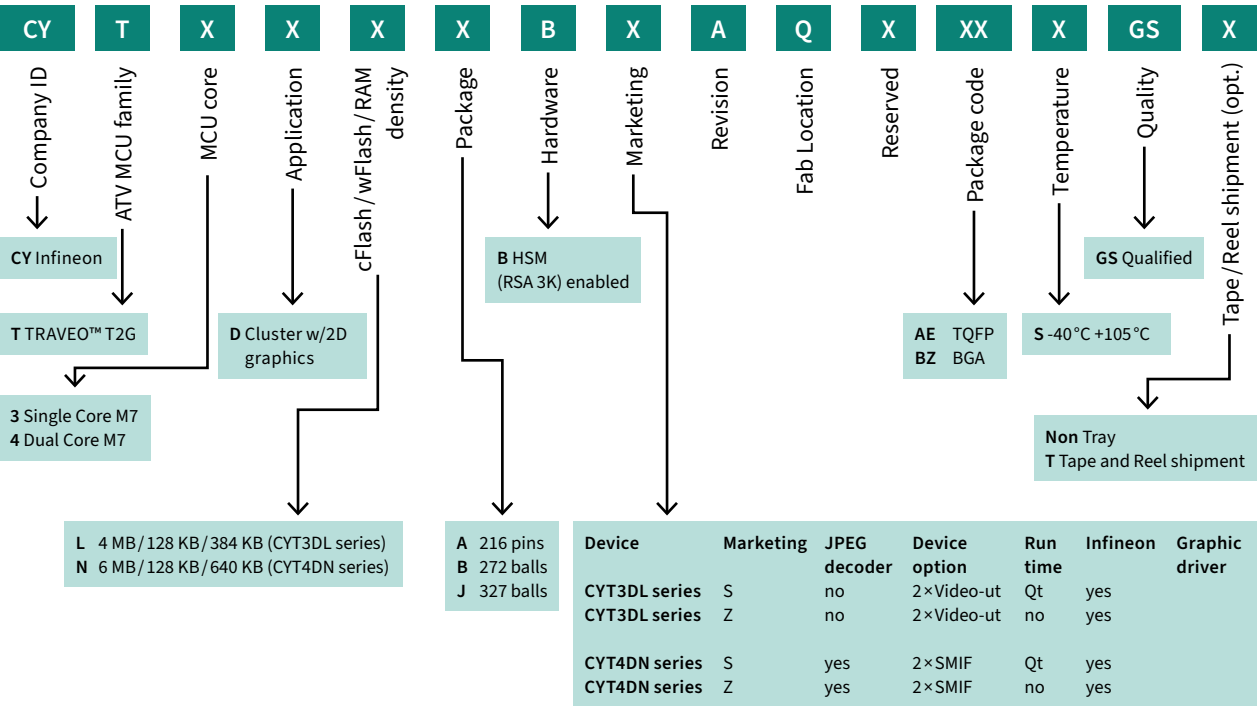 CY T X X X X B X A Q X XX X GS X
Company ID
ATV MCU family
MCU core
Application
cFlash/wFlash/RAM
density
Package
Hardware
Marketing
Revision
Fab Location
Reserved
Package code
Temperature
Quality
Tape/Reel shipment (opt.)
CY Infineon
B HSM
(RSA 3K) enabled
GS Qualified
T TRAVEO™ T2G
D Cluster w/2D
graphics
AE TQFP
BZ BGA
S -40°C +105°C
3 Single Core M7
4 Dual Core M7
Non Tray
T Tape and Reel shipment
L 4 MB/128 KB/384 KB (CYT3DL series)
N 6 MB/128 KB/640 KB (CYT4DN series)
A 216 pins
B 272 balls
J 327 balls
Device Marketing JPEG Device Run Infineon Graphic
decoder option time driver
CYT3DL series S no 2×Video-ut Qt yes
CYT3DL series Z no 2×Video-ut no yes
CYT4DN series S yes 2×SMIF Qt yes
CYT4DN series Z yes 2×SMIF no yes